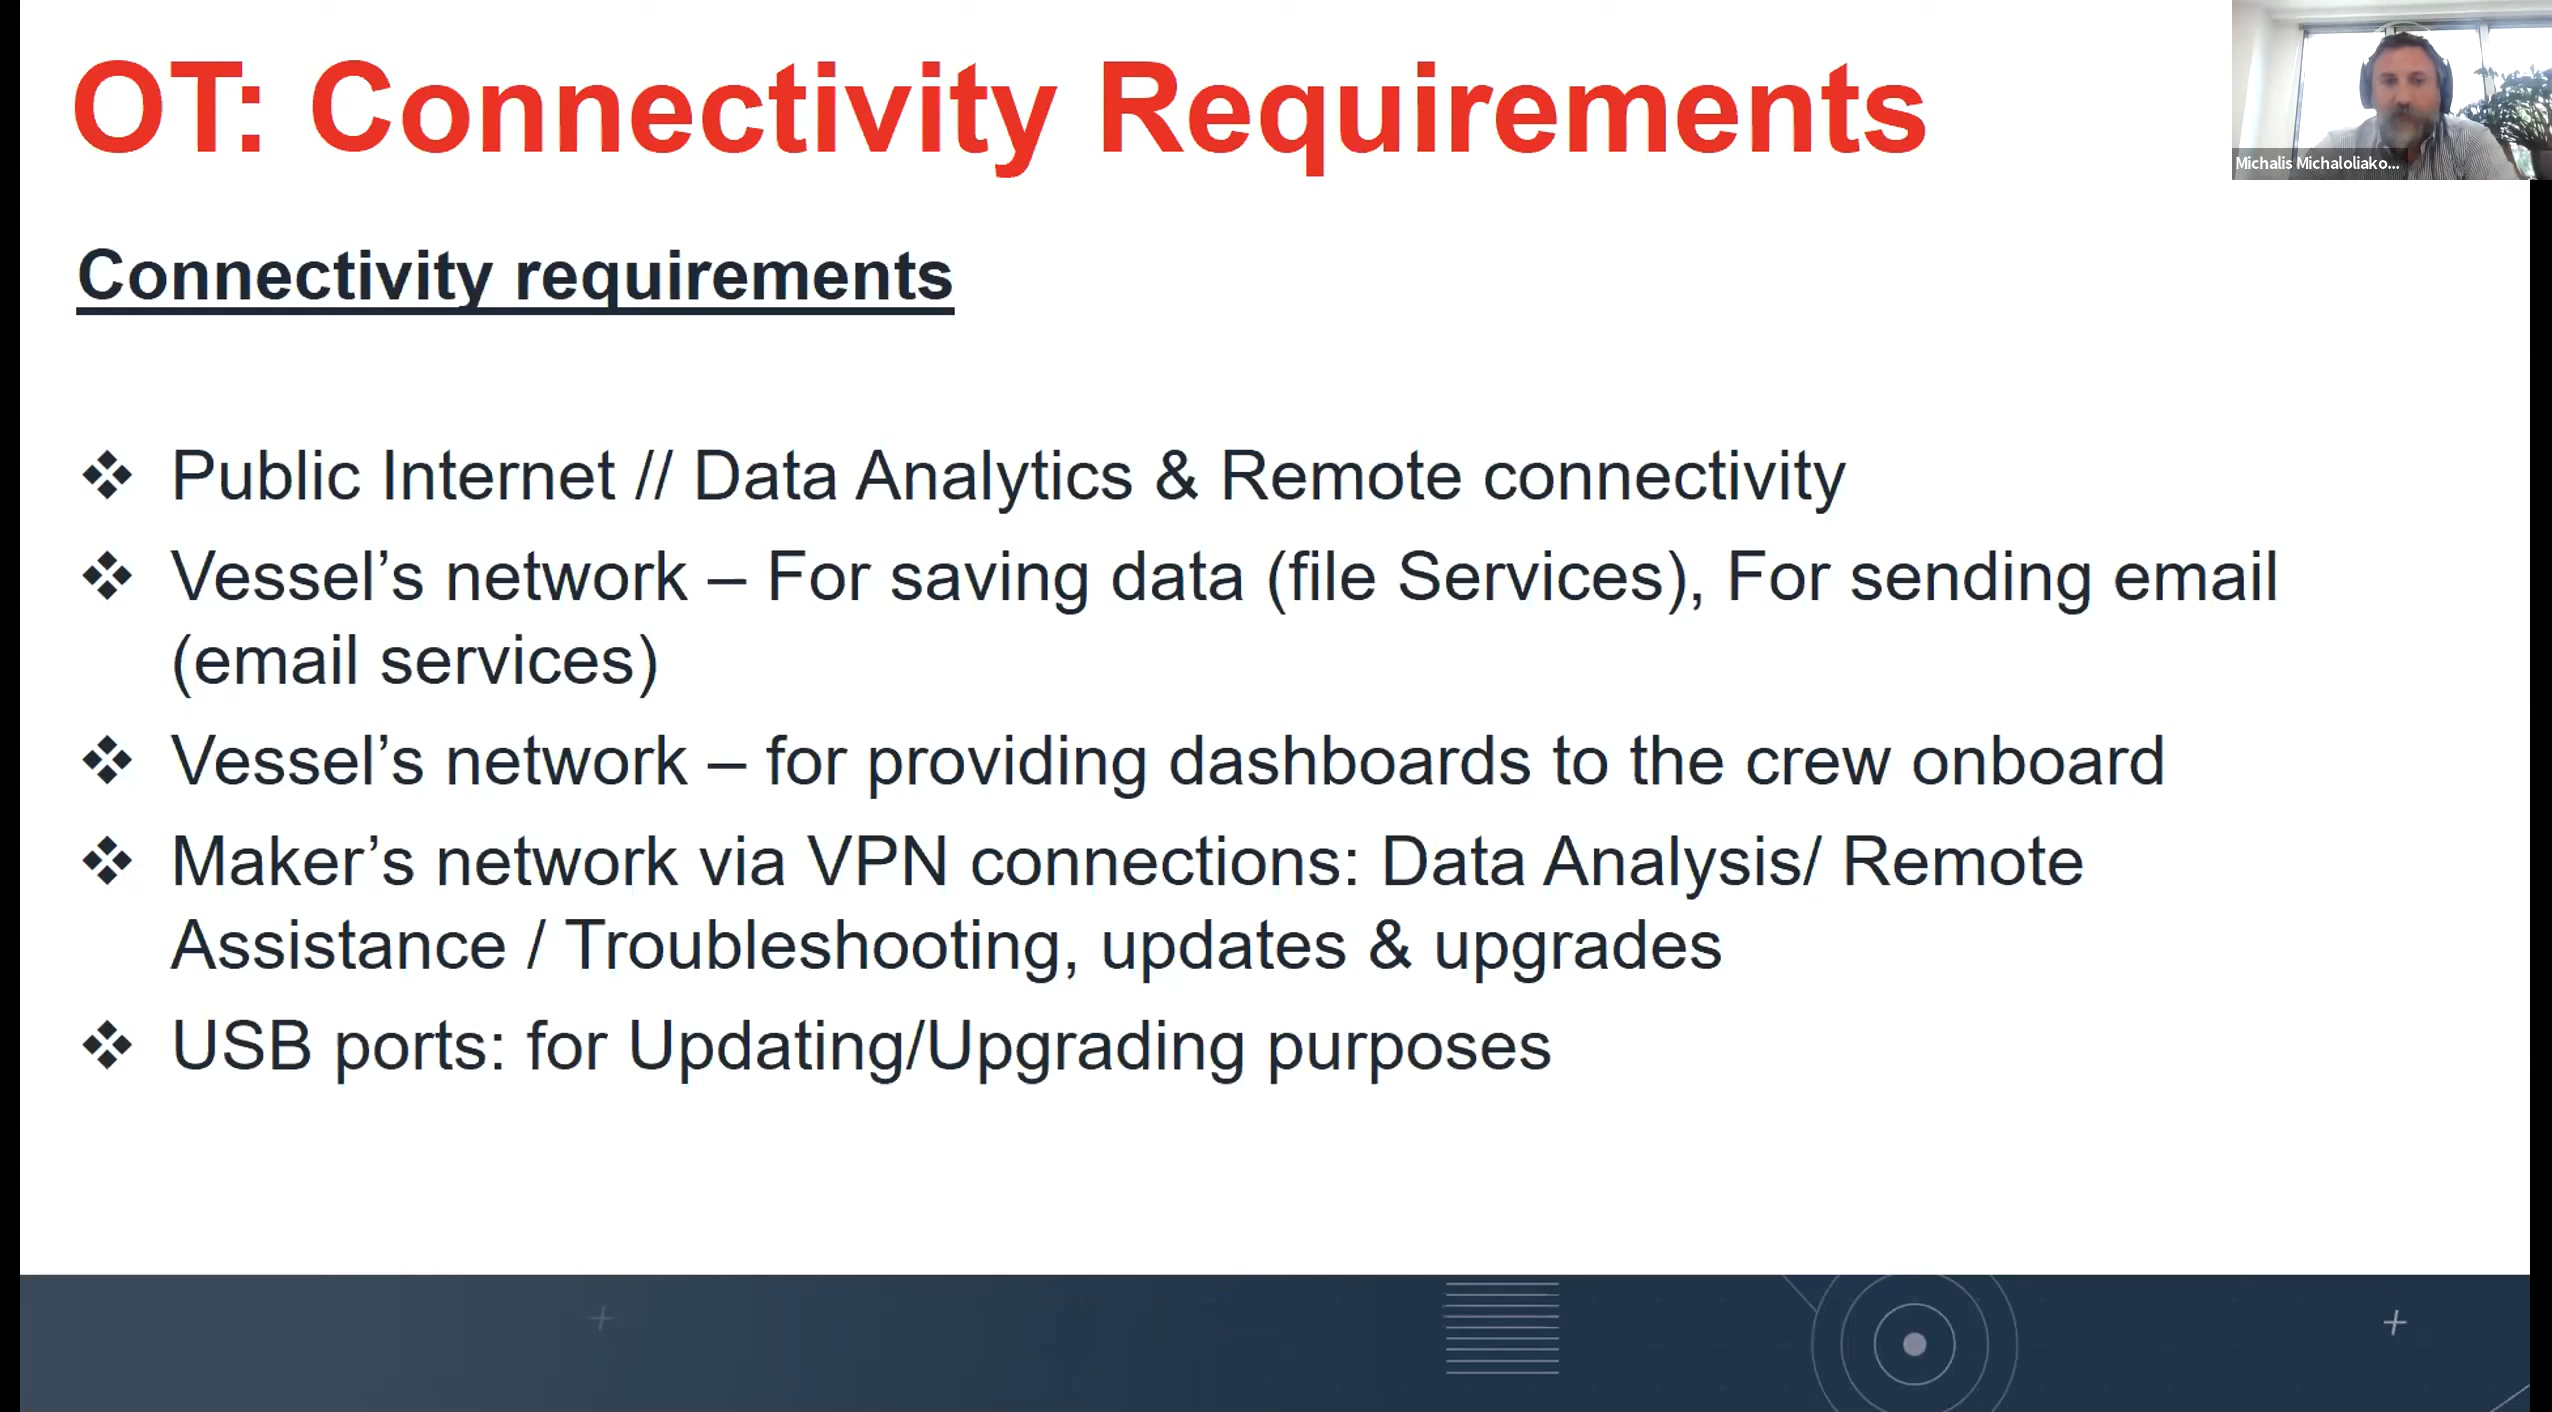 OT: Connectivity Requirements
Michalis Michaloliako...
Connectivity requirements
❖ Public Internet // Data Analytics & Remote connectivity
❖ Vessel’s network – For saving data (file Services), For sending email
(email services)
❖ Vessel’s network – for providing dashboards to the crew onboard
❖ Maker’s network via VPN connections: Data Analysis/ Remote
Assistance / Troubleshooting, updates & upgrades
❖ USB ports: for Updating/Upgrading purposes